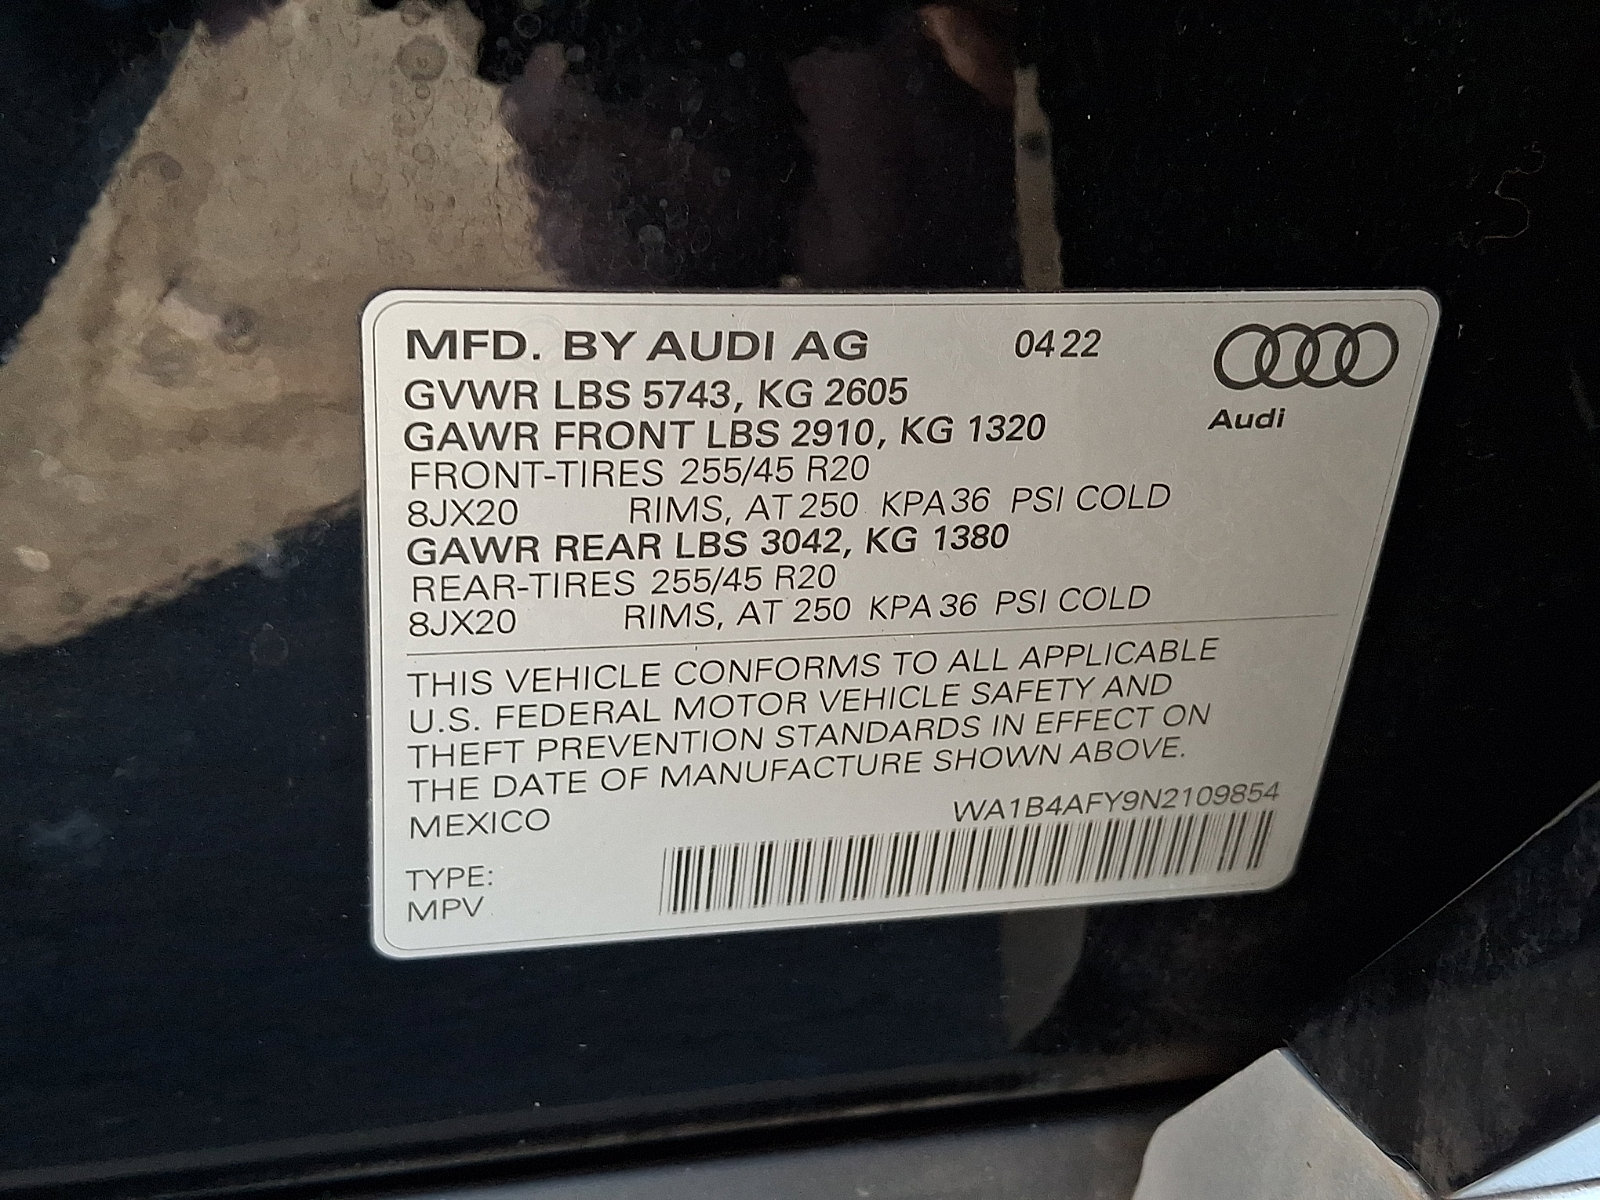 MFD. BY AUDI AG 0422
Audi
GVWR LBS 5743, KG 2605
GAWR FRONT LBS 2910, KG 1320
FRONT-TIRES 255/45 R20
8JX20 RIMS, AT 250 KPA 36 PSI COLD
GAWR REAR LBS 3042, KG 1380
REAR-TIRES 255/45 R20
8JX20 RIMS, AT 250 KPA 36 PSI COLD
THIS VEHICLE CONFORMS TO ALL APPLICABLE
U.S. FEDERAL MOTOR VEHICLE SAFETY AND
THEFT PREVENTION STANDARDS IN EFFECT ON
THE DATE OF MANUFACTURE SHOWN ABOVE.
MEXICO WA1B4AFY9N2109854
TYPE:
MPV